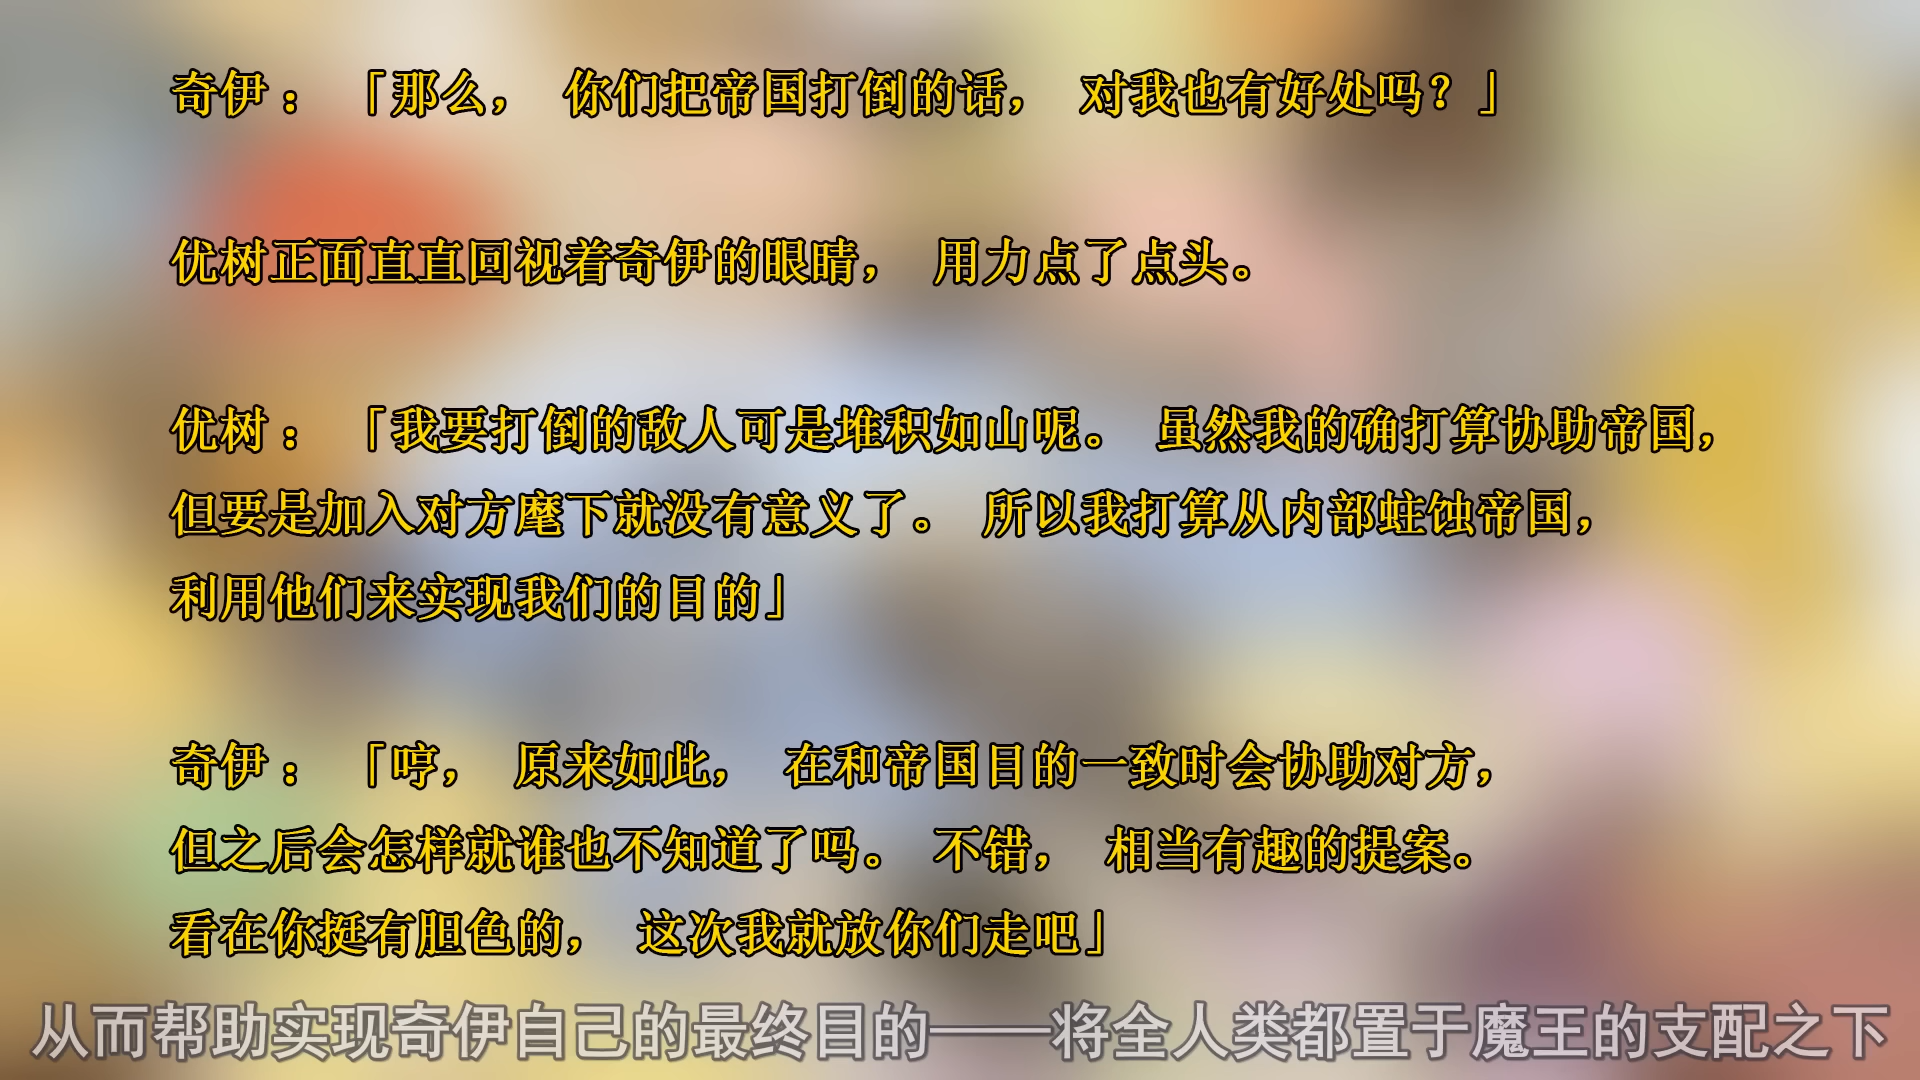 奇伊： 「那么， 你们把帝国打倒的话， 对我也有好处吗？」
优树正面直直回视着奇伊的眼睛， 用力点了点头。
优树： 「我要打倒的敌人可是堆积如山呢。 虽然我的确打算协助帝国，
但要是加入对方麾下就没有意义了。 所以我打算从内部蛀蚀帝国，
利用他们来实现我们的目的」
奇伊： 「哼， 原来如此， 在和帝国目的一致时会协助对方，
但之后会怎样就谁也不知道了吗。 不错， 相当有趣的提案。
看在你挺有胆色的， 这次我就放你们走吧」
从而帮助实现奇伊自己的最终目的——将全人类都置于魔王的支配之下